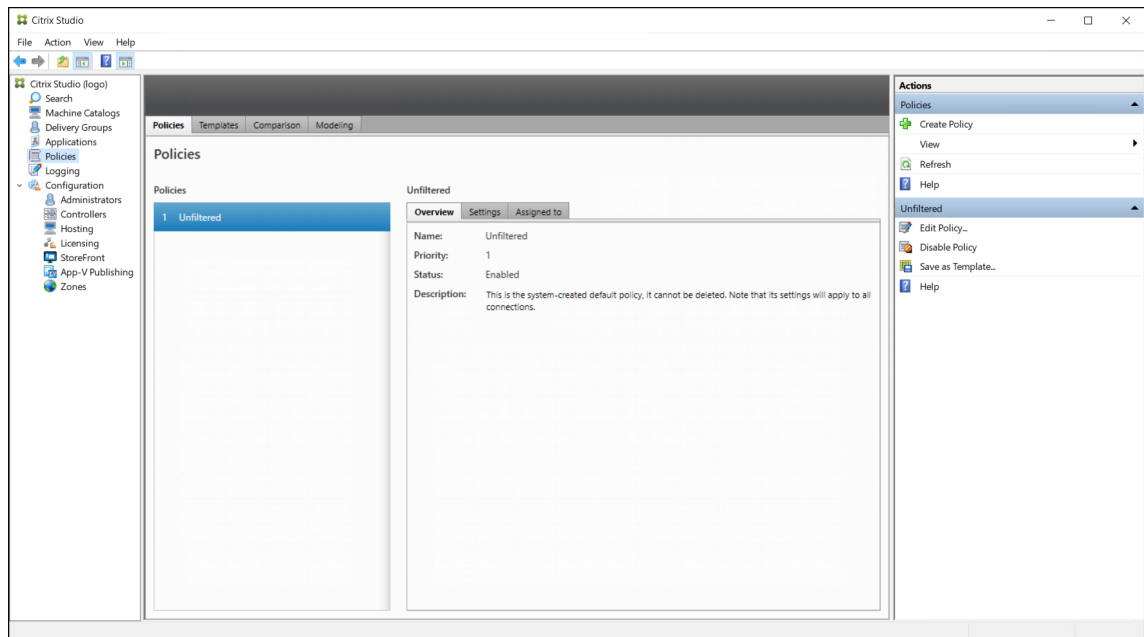 Citrix Studio
File Action View Help
Citrix Studio (logo)
Search
Machine Catalogs
Delivery Groups
Applications
Policies
Logging
Configuration
Administrators
Controllers
Hosting
Licensing
StoreFront
App-V Publishing
Zones
Policies Templates Comparison Modeling
Policies
Policies
1 Unfiltered
Unfiltered
Overview Settings Assigned to
Name: Unfiltered
Priority: 1
Status: Enabled
Description: This is the system-created default policy, it cannot be deleted. Note that its settings will apply to all
connections.
Actions
Policies
Create Policy
View
Refresh
Help
Unfiltered
Edit Policy...
Disable Policy
Save as Template...
Help